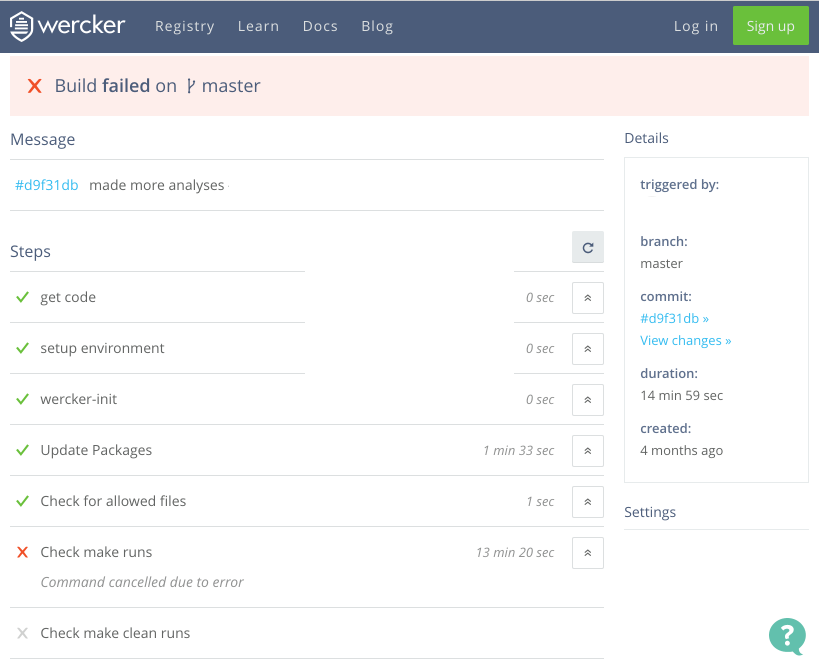 wercker Registry Learn Docs Blog Log in Sign up
Build failed on master
Message
#d9f31db made more analyses
Steps
get code 0 sec
setup environment 0 sec
wercker-init 0 sec
Update Packages 1 min 33 sec
Check for allowed files 1 sec
Check make runs 13 min 20 sec
Command cancelled due to error
Check make clean runs
Details
triggered by:
branch:
master
commit:
#d9f31db »
View changes »
duration:
14 min 59 sec
created:
4 months ago
Settings
?